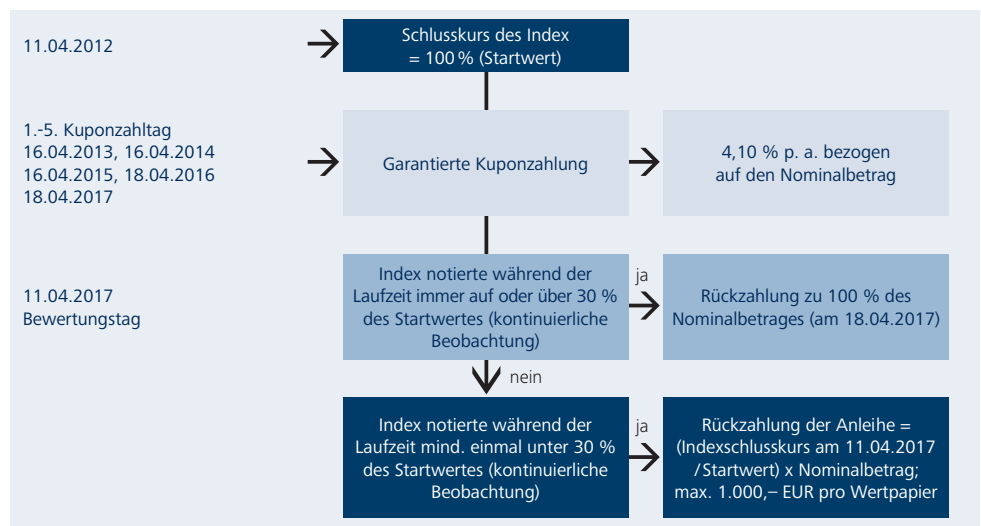 11.04.2012
Schlusskurs des Index
= 100 % (Startwert)
1.-5. Kuponzahltag
16.04.2013, 16.04.2014
16.04.2015, 18.04.2016
18.04.2017
Garantierte Kuponzahlung
4,10 % p. a. bezogen
auf den Nominalbetrag
11.04.2017
Bewertungstag
Index notierte während der
Laufzeit immer auf oder über 30 %
des Startwertes (kontinuierliche
Beobachtung)
ja
Rückzahlung zu 100 % des
Nominalbetrages (am 18.04.2017)
nein
Index notierte während der
Laufzeit mind. einmal unter 30 %
des Startwertes (kontinuierliche
Beobachtung)
ja
Rückzahlung der Anleihe =
(Indexschlusskurs am 11.04.2017
/Startwert) x Nominalbetrag;
max. 1.000,– EUR pro Wertpapier